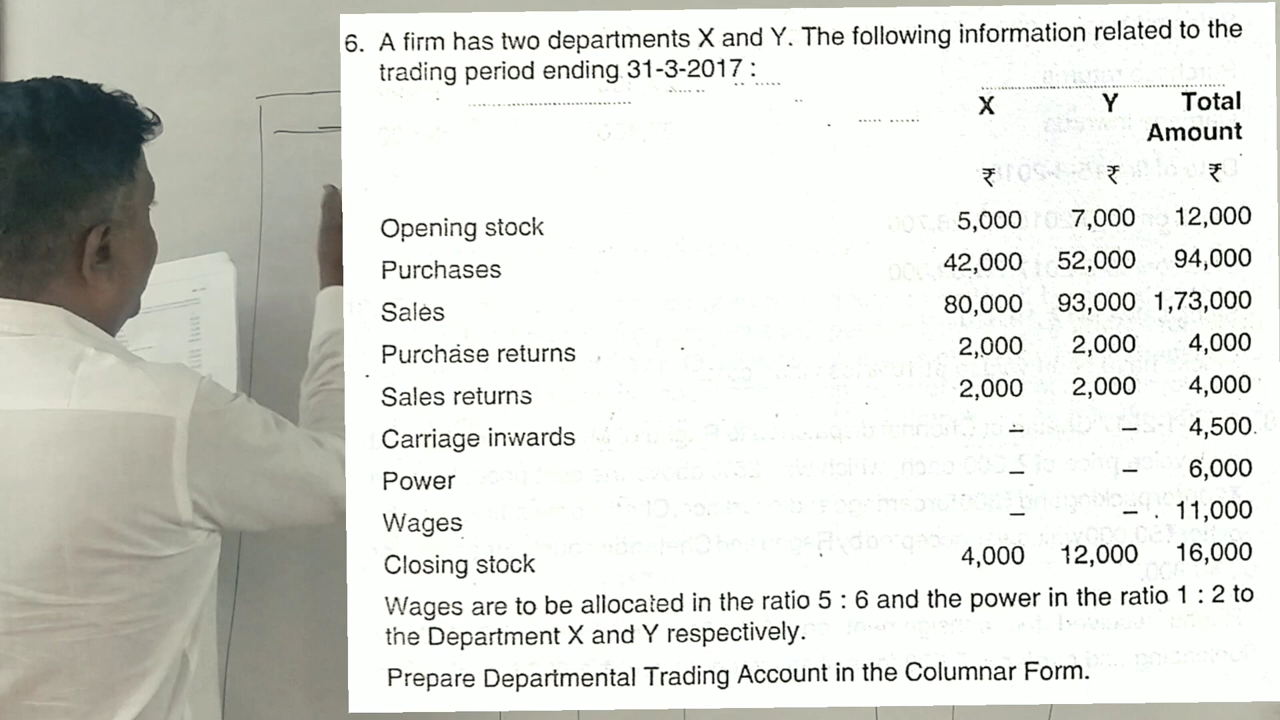 6. A firm has two departments X and Y. The following information related to the
trading period ending 31-3-2017 :
X Y Total
Amount
₹ ₹ ₹
Opening stock 5,000 7,000 12,000
Purchases 42,000 52,000 94,000
Sales 80,000 93,000 1,73,000
Purchase returns 2,000 2,000 4,000
Sales returns 2,000 2,000 4,000
Carriage inwards – – 4,500
Power – – 6,000
Wages – – 11,000
Closing stock 4,000 12,000 16,000
Wages are to be allocated in the ratio 5 : 6 and the power in the ratio 1 : 2 to
the Department X and Y respectively.
Prepare Departmental Trading Account in the Columnar Form.